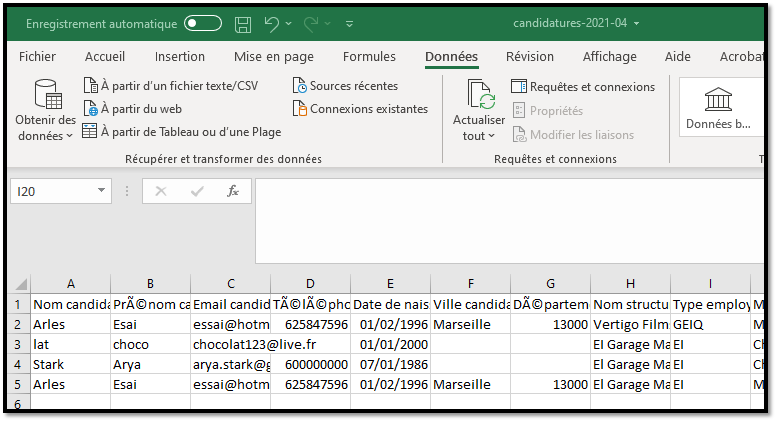 Enregistrement automatique candidatures-2021-04
Fichier Accueil Insertion Mise en page Formules Données Révision Affichage Aide Acrobat
Obtenir des données
À partir d'un fichier texte/CSV
À partir du web
À partir de Tableau ou d'une Plage
Sources récentes
Connexions existantes
Récupérer et transformer des données
Actualiser tout
Requêtes et connexions
Propriétés
Modifier les liaisons
Requêtes et connexions
Données b...
T
I20 fx
A B C D E F G H I
1 Nom candida PrÃ©nom ca Email candid TÃ©lÃ©pho Date de nais Ville candida DÃ©partem Nom structu Type employ M
2 Arles Esai essai@hotm 625847596 01/02/1996 Marseille 13000 Vertigo Film GEIQ M
3 lat choco chocolat123@live.fr 01/01/2000 EI Garage Ma EI Ch
4 Stark Arya arya.stark@g 600000000 07/01/1986 El Garage Ma EI Ch
5 Arles Esai essai@hotm 625847596 01/02/1996 Marseille 13000 El Garage Ma EI M
6